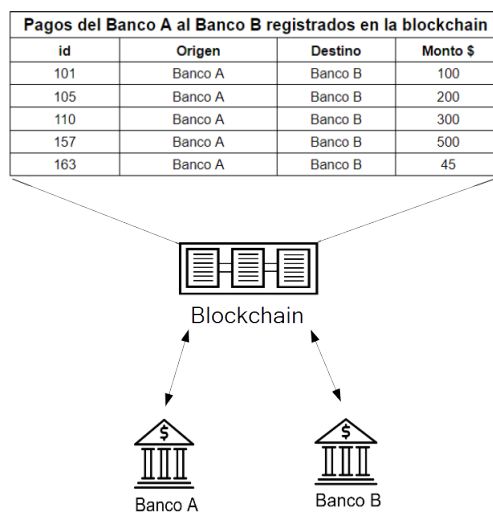 Pagos del Banco A al Banco B registrados en la blockchain
id Origen Destino Monto $
101 Banco A Banco B 100
105 Banco A Banco B 200
110 Banco A Banco B 300
157 Banco A Banco B 500
163 Banco A Banco B 45
Blockchain
$ $
Banco A Banco B